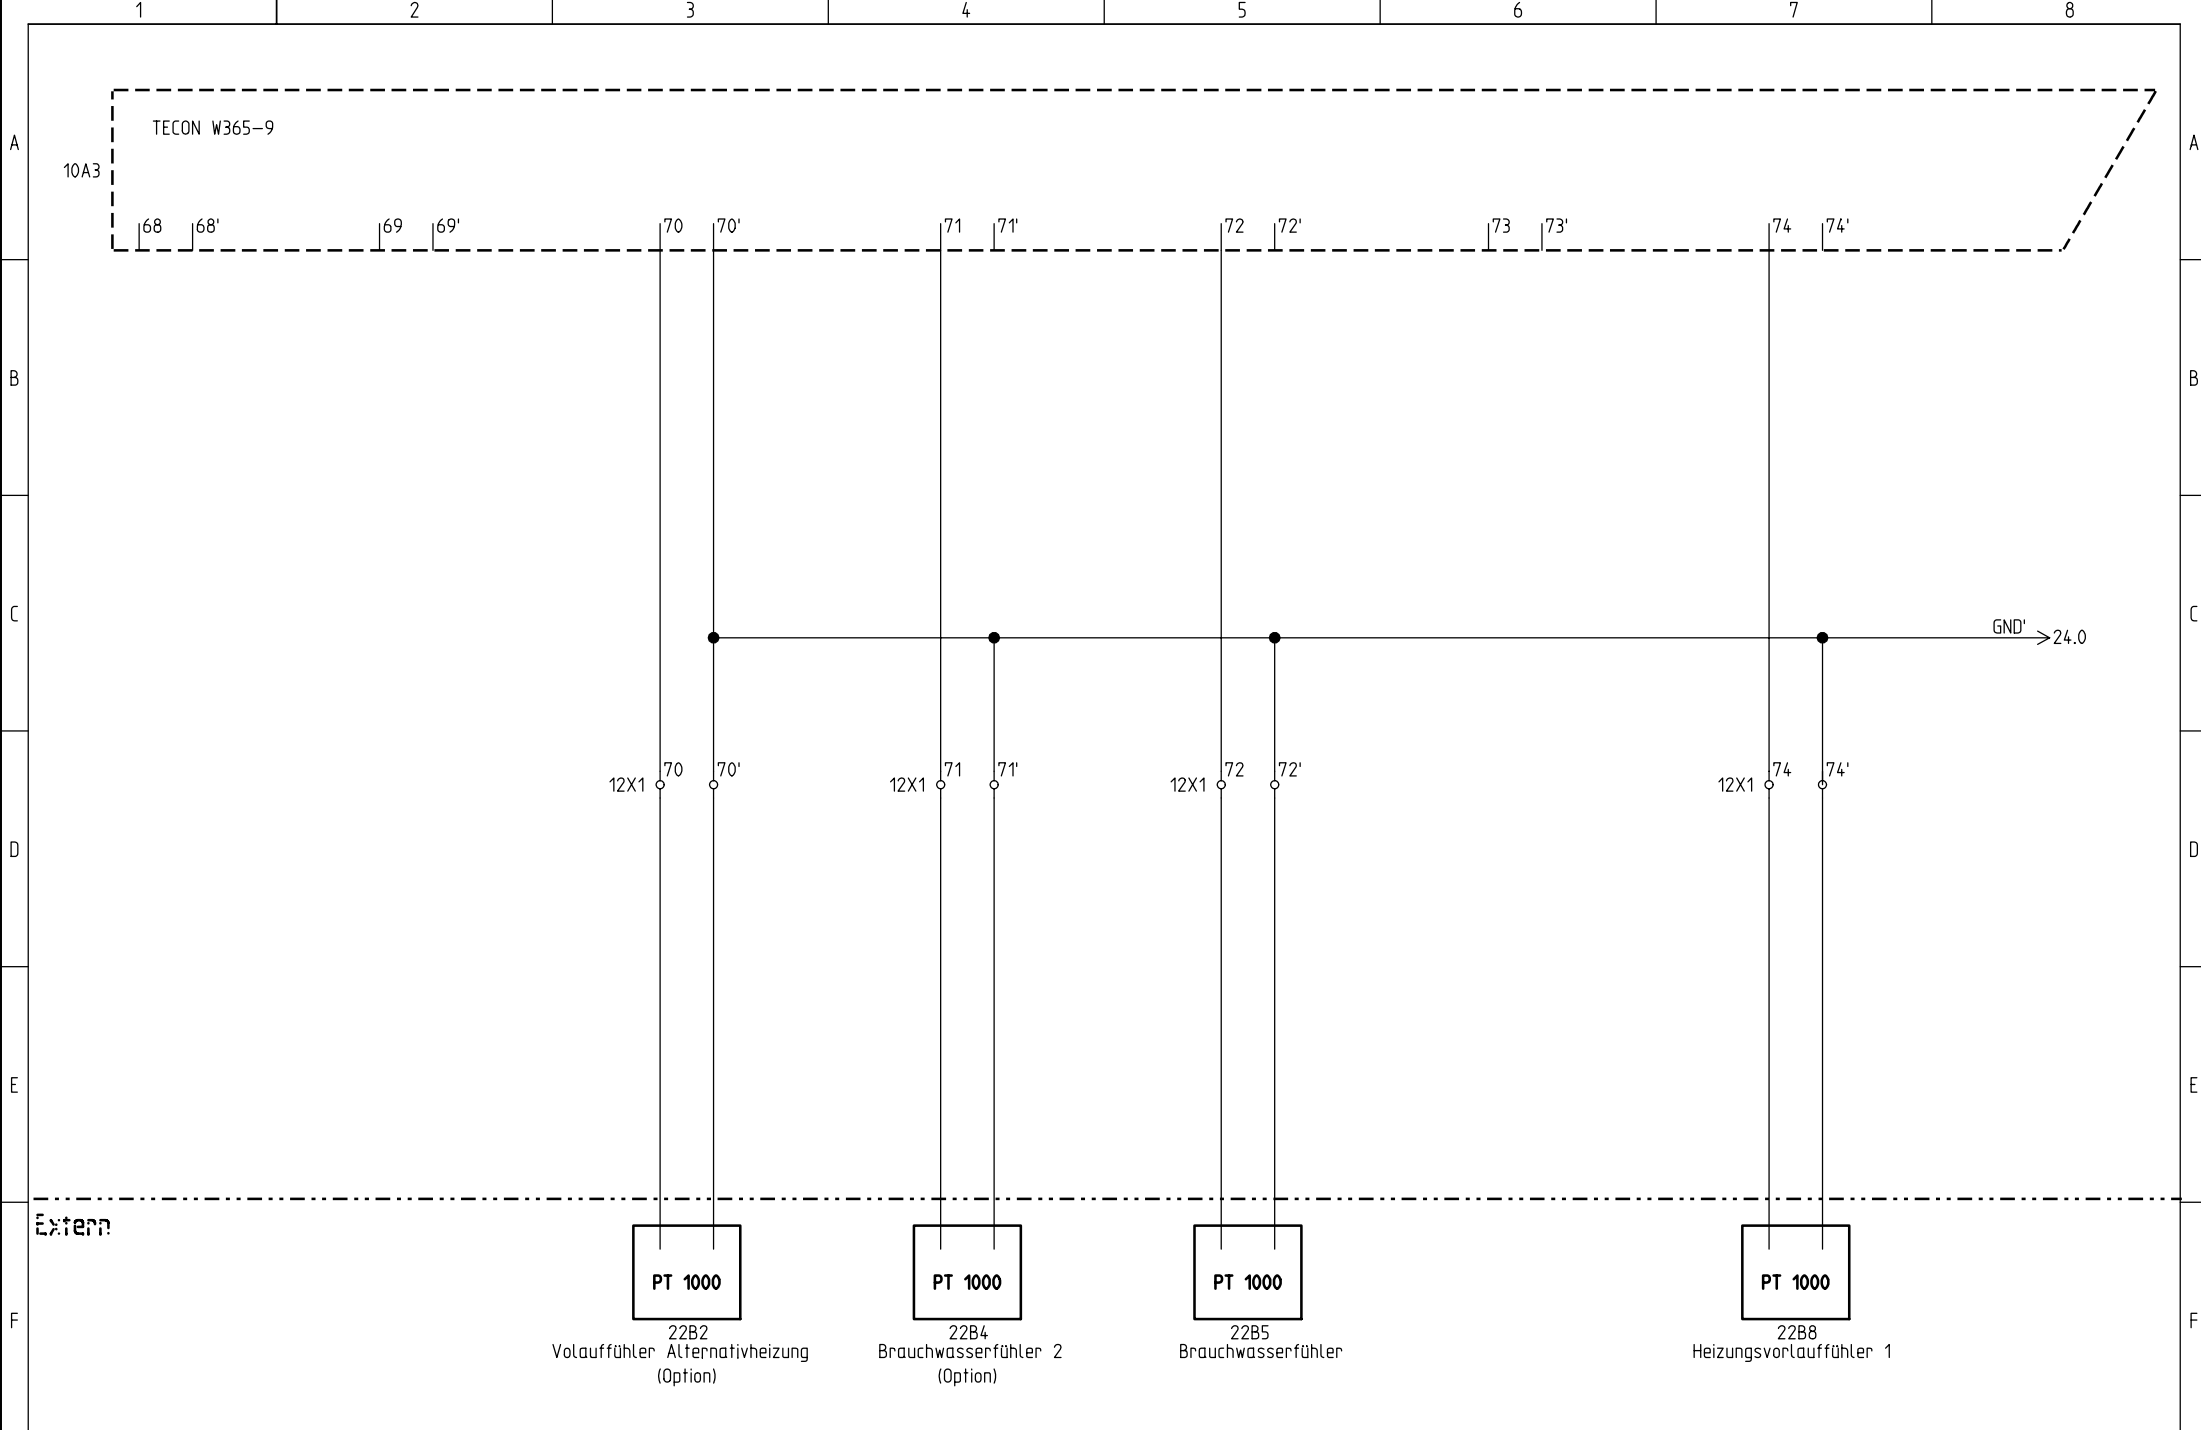 1 2 3 4 5 6 7 8
TECON W365-9
A A
10A3
68 68' 69 69' 70 70' 71 71' 72 72' 73 73' 74 74'
B B
C C
GND' 24.0
70 70' 71 71' 72 72' 74 74'
12X1 12X1 12X1 12X1
D D
E E
Extern
PT 1000 PT 1000 PT 1000 PT 1000
F F
22B2 22B4 22B5 22B8
Volauffühler Alternativheizung Brauchwasserfühler 2 Brauchwasserfühler Heizungsvorlauffühler 1
(Option) (Option)